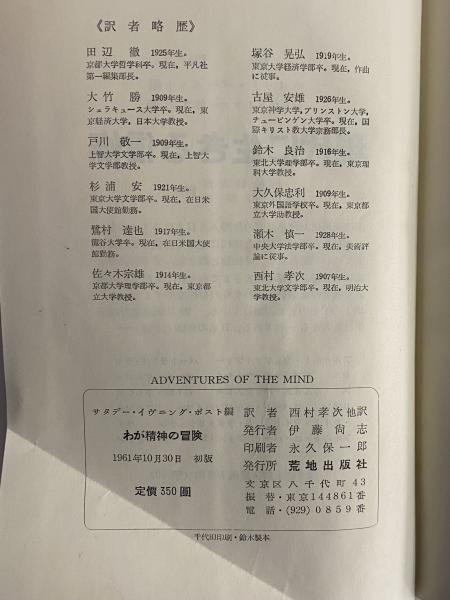 《訳者略歴》
田辺 徹 1925年生。
京都大学哲学科卒。現在，平凡社
第一編集部長。
大竹 勝 1909年生。
シェラキュース大学卒。現在，東
京経済大学，日本大学教授。
戸川 敬一 1909年生。
上智大学文学部卒。現在，上智大
学文学部教授。
杉浦 安 1921年生。
東京大学文学部卒。現在，在日米
国大使館勤務。
鷲村 達也 1917年生。
龍谷大学卒。現在，在日米国大使
館勤務。
佐々木宗雄 1914年生。
京都大学理学部卒。現在，東京都
立大学教授。
塚谷 晃弘 1919年生。
東京大学経済学部卒。現在，作曲
に従事。
古屋 安雄 1926年生。
東京神学大学，プリンストン大学，
チュービンゲン大学卒。現在，国
際キリスト教大学宗務部長。
鈴木 良治 1916年生。
東北大学理学部卒。現在，東京理
科大学教授。
大久保忠利 1909年生。
東京外国語学校卒。現在，東京都
立大学助教授。
瀬木 慎一 1928年生。
中央大学法学部卒。現在，美術評
論に従事。
西村 孝次 1907年生。
東北大学文学部卒。現在，明治大
学教授。
ADVENTURES OF THE MIND
サタデー・イヴニング・ポスト編
わが精神の冒険
1961年10月30日 初版
定價350圓
訳者 西村孝次他訳
発行者 伊藤尚志
印刷者 永久保一郎
発行所 荒地出版社
文京区八千代町43
振替・東京144861番
電話・(929)0859番
千代田印刷・鈴木製本